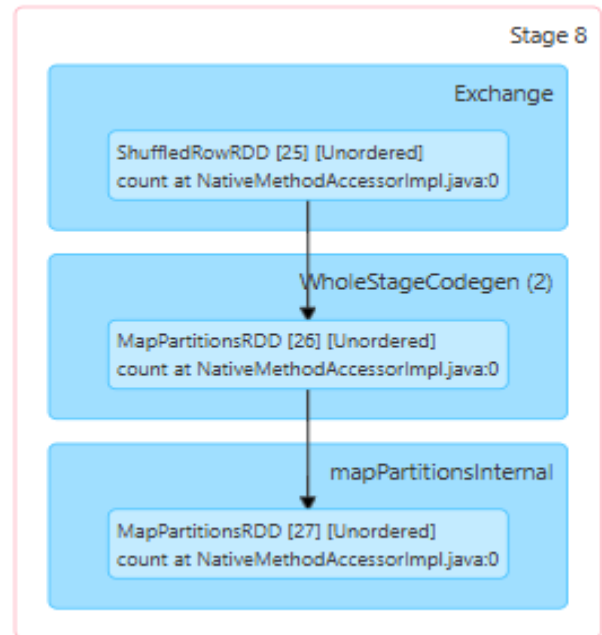 Stage 8
Exchange
ShuffledRowRDD [25] [Unordered]
count at NativeMethodAccessorImpl.java:0
WholeStageCodegen (2)
MapPartitionsRDD [26] [Unordered]
count at NativeMethodAccessorImpl.java:0
mapPartitionsInternal
MapPartitionsRDD [27] [Unordered]
count at NativeMethodAccessorImpl.java:0